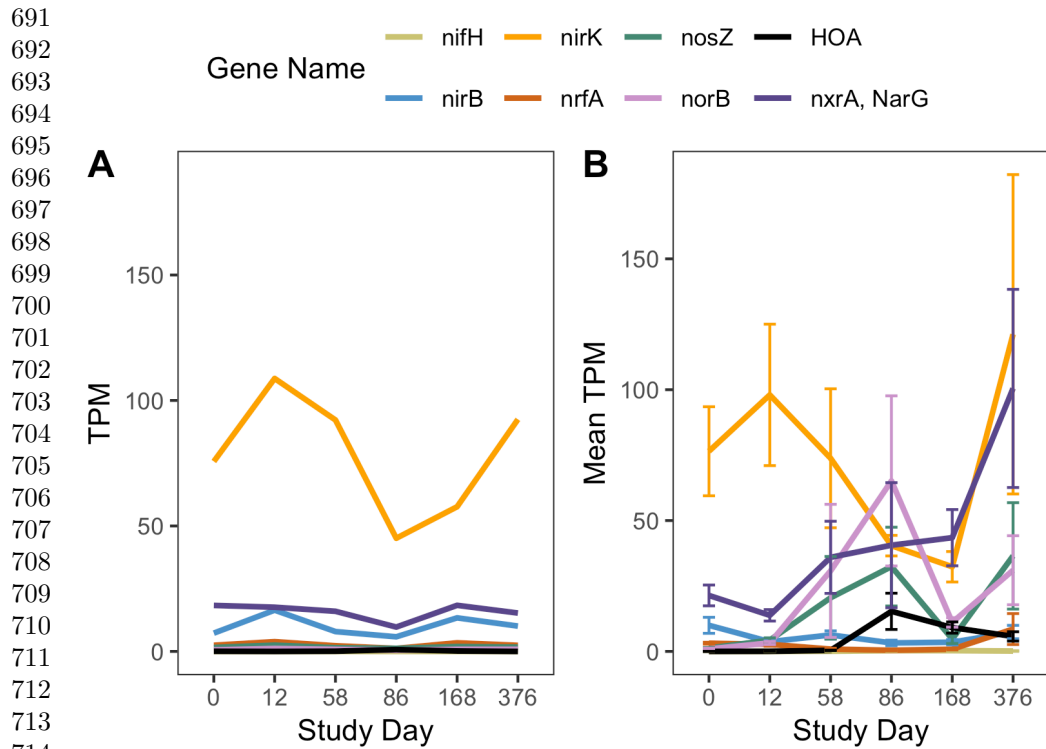 691
692
693
694
695
696
697
698
699
700
701
702
703
704
705
706
707
708
709
710
711
712
713
714
Gene Name
nifH nirK nosZ HOA
nirB nrfA norB nxrA, NarG
A
TPM
150
100
50
0
0 12 58 86 168 376
Study Day
B
Mean TPM
150
100
50
0
0 12 58 86 168 376
Study Day